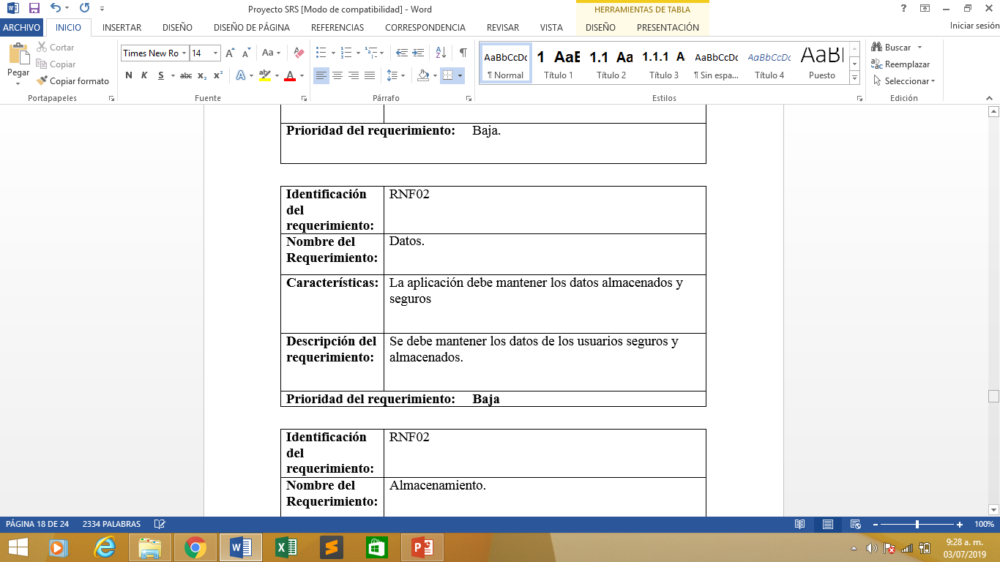 Proyecto SRS [Modo de compatibilidad] - Word
HERRAMIENTAS DE TABLA
?
ARCHIVO INICIO INSERTAR DISEÑO DISEÑO DE PÁGINA REFERENCIAS CORRESPONDENCIA REVISAR VISTA DISEÑO PRESENTACIÓN Iniciar sesión
Pegar
Cortar
Copiar
Copiar formato
Portapapeles
Times New Ro 14
N K S abc x₂ x²
Fuente
Párrafo
AaBbCcDc 1 AaE 1.1 Aa 1.1.1 A AaBbCcDc AaBbCcDc AaBl
¶ Normal Título 1 Título 2 Título 3 ¶ Sin espa... Título 4 Puesto
Estilos
Buscar
Reemplazar
Seleccionar
Edición
Prioridad del requerimiento: Baja.
Identificación
del
requerimiento:
RNF02
Nombre del
Requerimiento:
Datos.
Características:
La aplicación debe mantener los datos almacenados y
seguros
Descripción del
requerimiento:
Se debe mantener los datos de los usuarios seguros y
almacenados.
Prioridad del requerimiento: Baja
Identificación
del
requerimiento:
RNF02
Nombre del
Requerimiento:
Almacenamiento.
PÁGINA 18 DE 24 2334 PALABRAS 100%
9:28 a. m.
03/07/2019